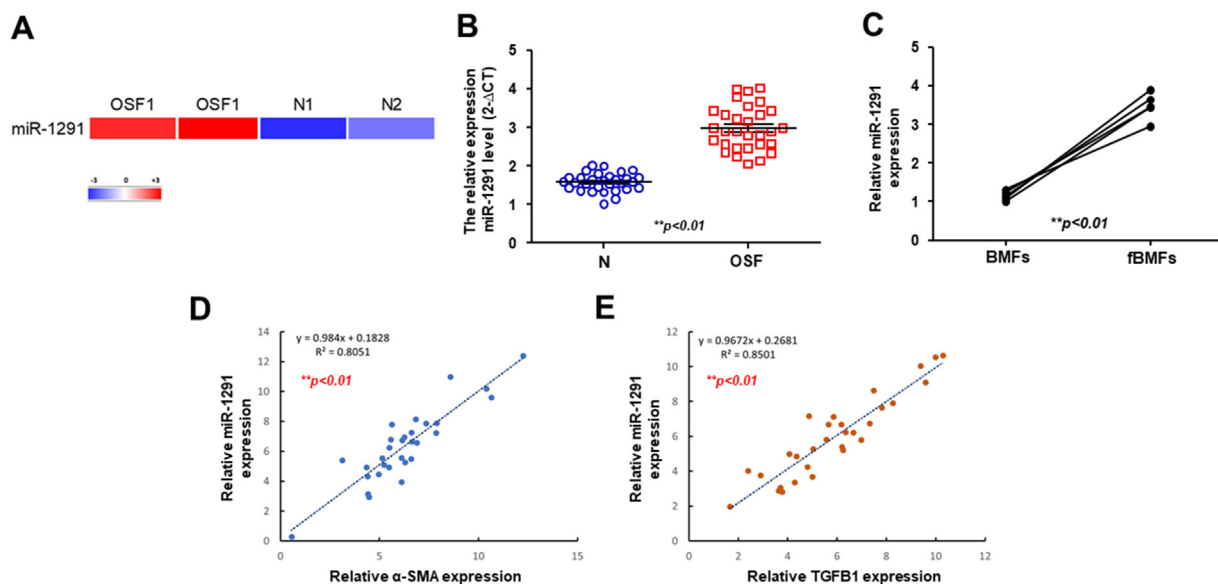 A
OSF1 OSF1 N1 N2
miR-1291
-3 0 +3
B
The relative expression
miR-1291 level (2-ΔCT)
5
4
3
2
1
0
**p<0.01
N OSF
C
Relative miR-1291
expression
5
4
3
2
1
0
**p<0.01
BMFs fBMFs
D
y = 0.984x + 0.1828
R² = 0.8051
**p<0.01
Relative miR-1291
expression
14
12
10
8
6
4
2
0
0 5 10 15
Relative α-SMA expression
E
y = 0.9672x + 0.2681
R² = 0.8501
**p<0.01
Relative miR-1291
expression
12
10
8
6
4
2
0
0 2 4 6 8 10 12
Relative TGFB1 expression